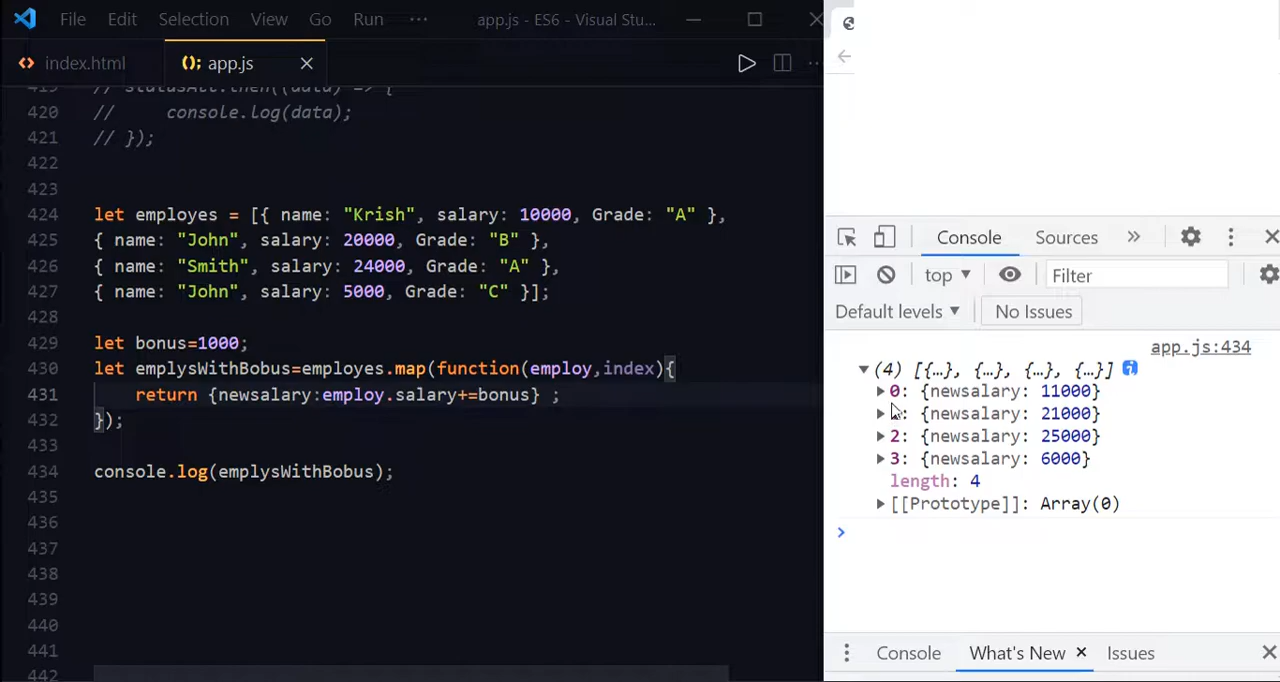 File Edit Selection View Go Run ··· app.js - ES6 - Visual Stu...
index.html app.js
420 //     console.log(data);
421 // });
422
423
424 let employes = [{ name: "Krish", salary: 10000, Grade: "A" },
425 { name: "John", salary: 20000, Grade: "B" },
426 { name: "Smith", salary: 24000, Grade: "A" },
427 { name: "John", salary: 5000, Grade: "C" }];
428
429 let bonus=1000;
430 let emplysWithBobus=employes.map(function(employ,index){
431     return {newsalary:employ.salary+=bonus} ;
432 });
433
434 console.log(emplysWithBobus);
435
436
437
438
439
440
441
442
Console Sources »
top Filter
Default levels No Issues
app.js:434
(4) [{…}, {…}, {…}, {…}]
0: {newsalary: 11000}
: {newsalary: 21000}
2: {newsalary: 25000}
3: {newsalary: 6000}
length: 4
[[Prototype]]: Array(0)
Console What's New Issues